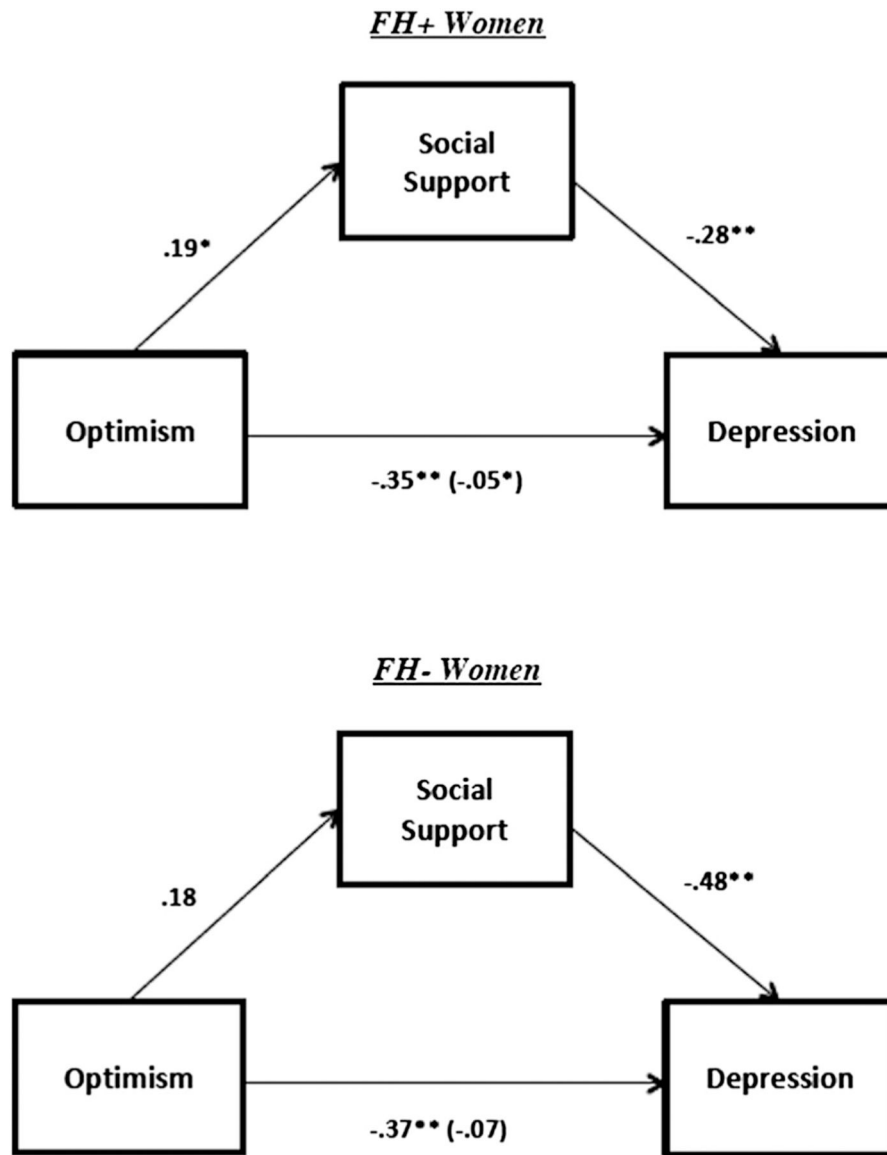 FH+ Women
Social
Support
.19*
-.28**
Optimism
Depression
-.35** (-.05*)
FH- Women
Social
Support
.18
-.48**
Optimism
Depression
-.37** (-.07)